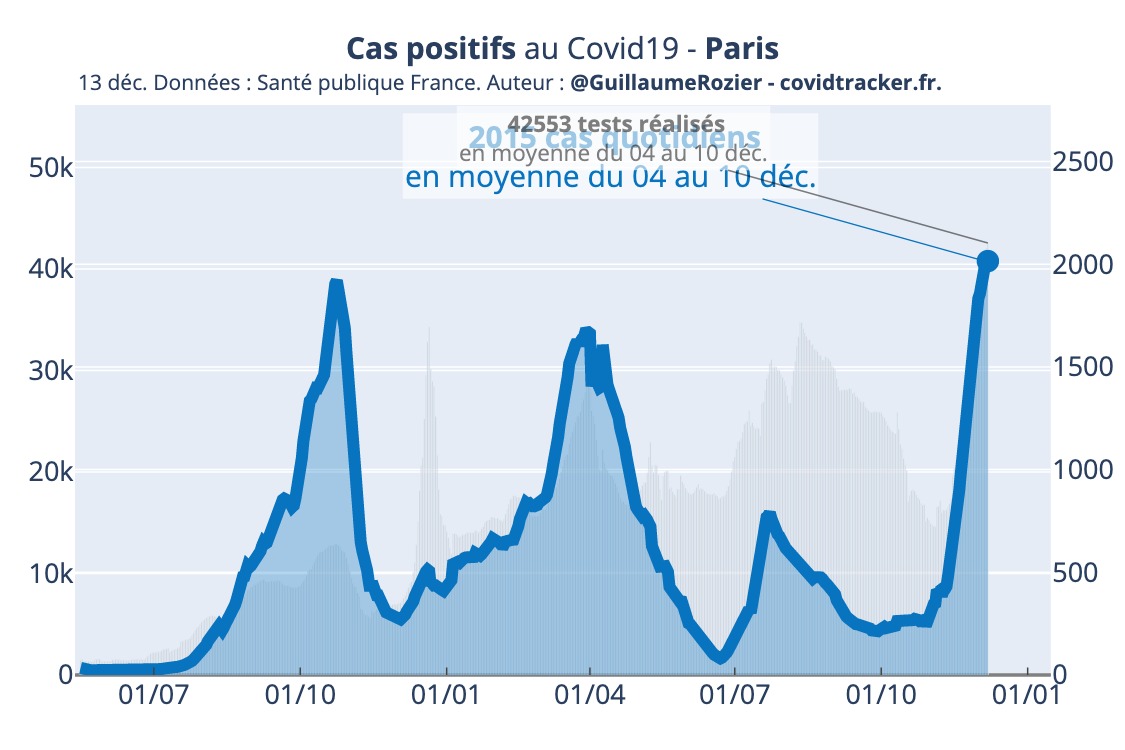 Cas positifs au Covid19 - Paris
13 déc. Données : Santé publique France. Auteur : @GuillaumeRozier - covidtracker.fr.
42553 tests réalisés
2015 cas quotidiens
en moyenne du 04 au 10 déc.
en moyenne du 04 au 10 déc.
50k 2500
40k 2000
30k 1500
20k 1000
10k 500
0 0
01/07 01/10 01/01 01/04 01/07 01/10 01/01